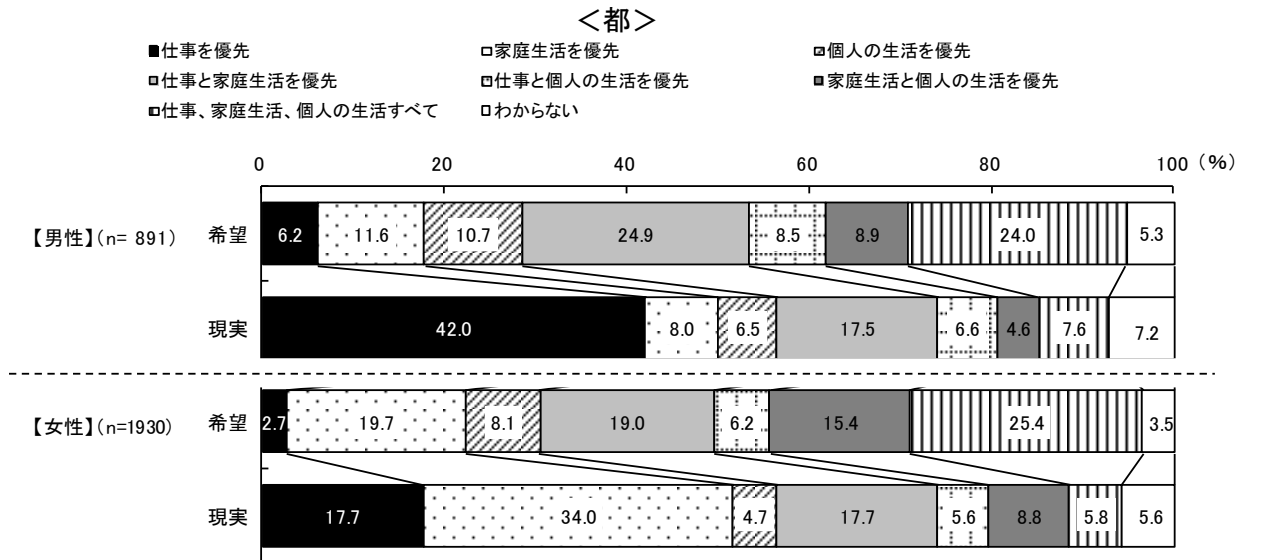 <都>
■仕事を優先 □家庭生活を優先 ▨個人の生活を優先
■仕事と家庭生活を優先 □仕事と個人の生活を優先 ■家庭生活と個人の生活を優先
▥仕事、家庭生活、個人の生活すべて □わからない
0 20 40 60 80 100 (%)
【男性】(n= 891) 希望 6.2 11.6 10.7 24.9 8.5 8.9 24.0 5.3
現実 42.0 8.0 6.5 17.5 6.6 4.6 7.6 7.2
【女性】(n=1930) 希望 2.7 19.7 8.1 19.0 6.2 15.4 25.4 3.5
現実 17.7 34.0 4.7 17.7 5.6 8.8 5.8 5.6